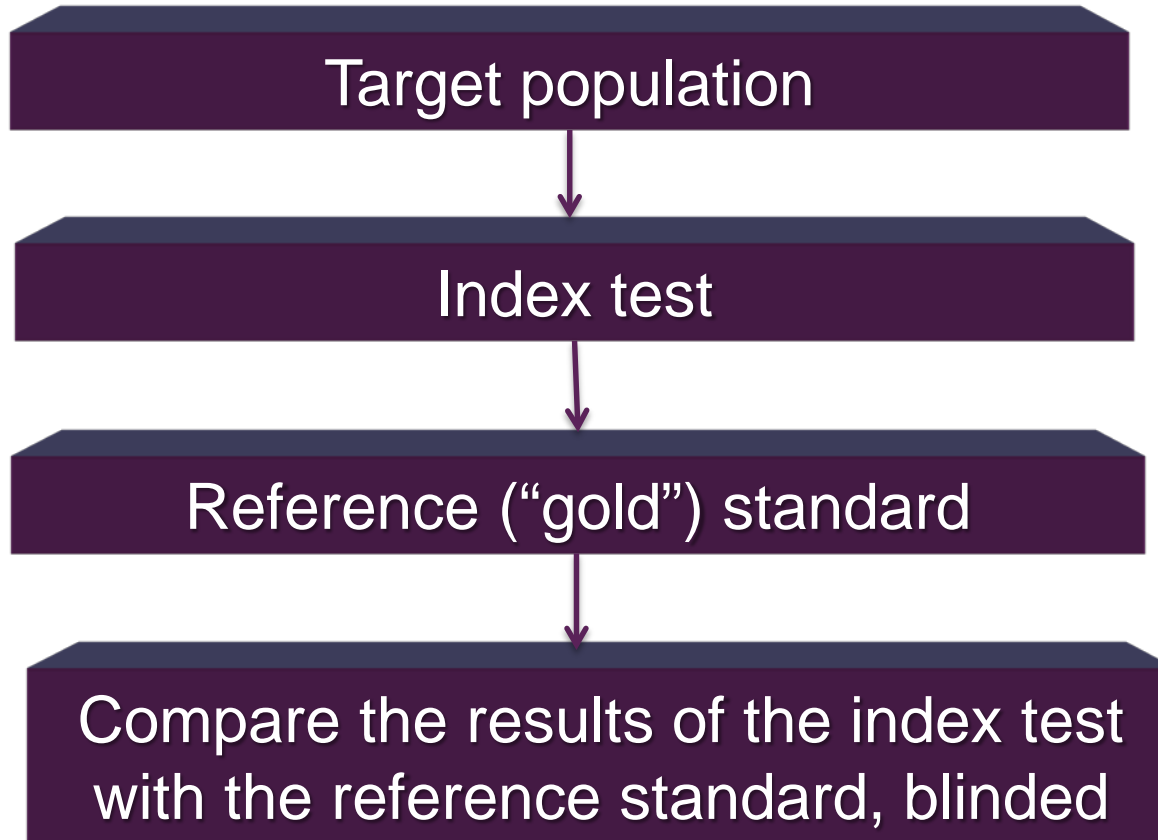 Target population
Index test
Reference (“gold”) standard
Compare the results of the index test
with the reference standard, blinded